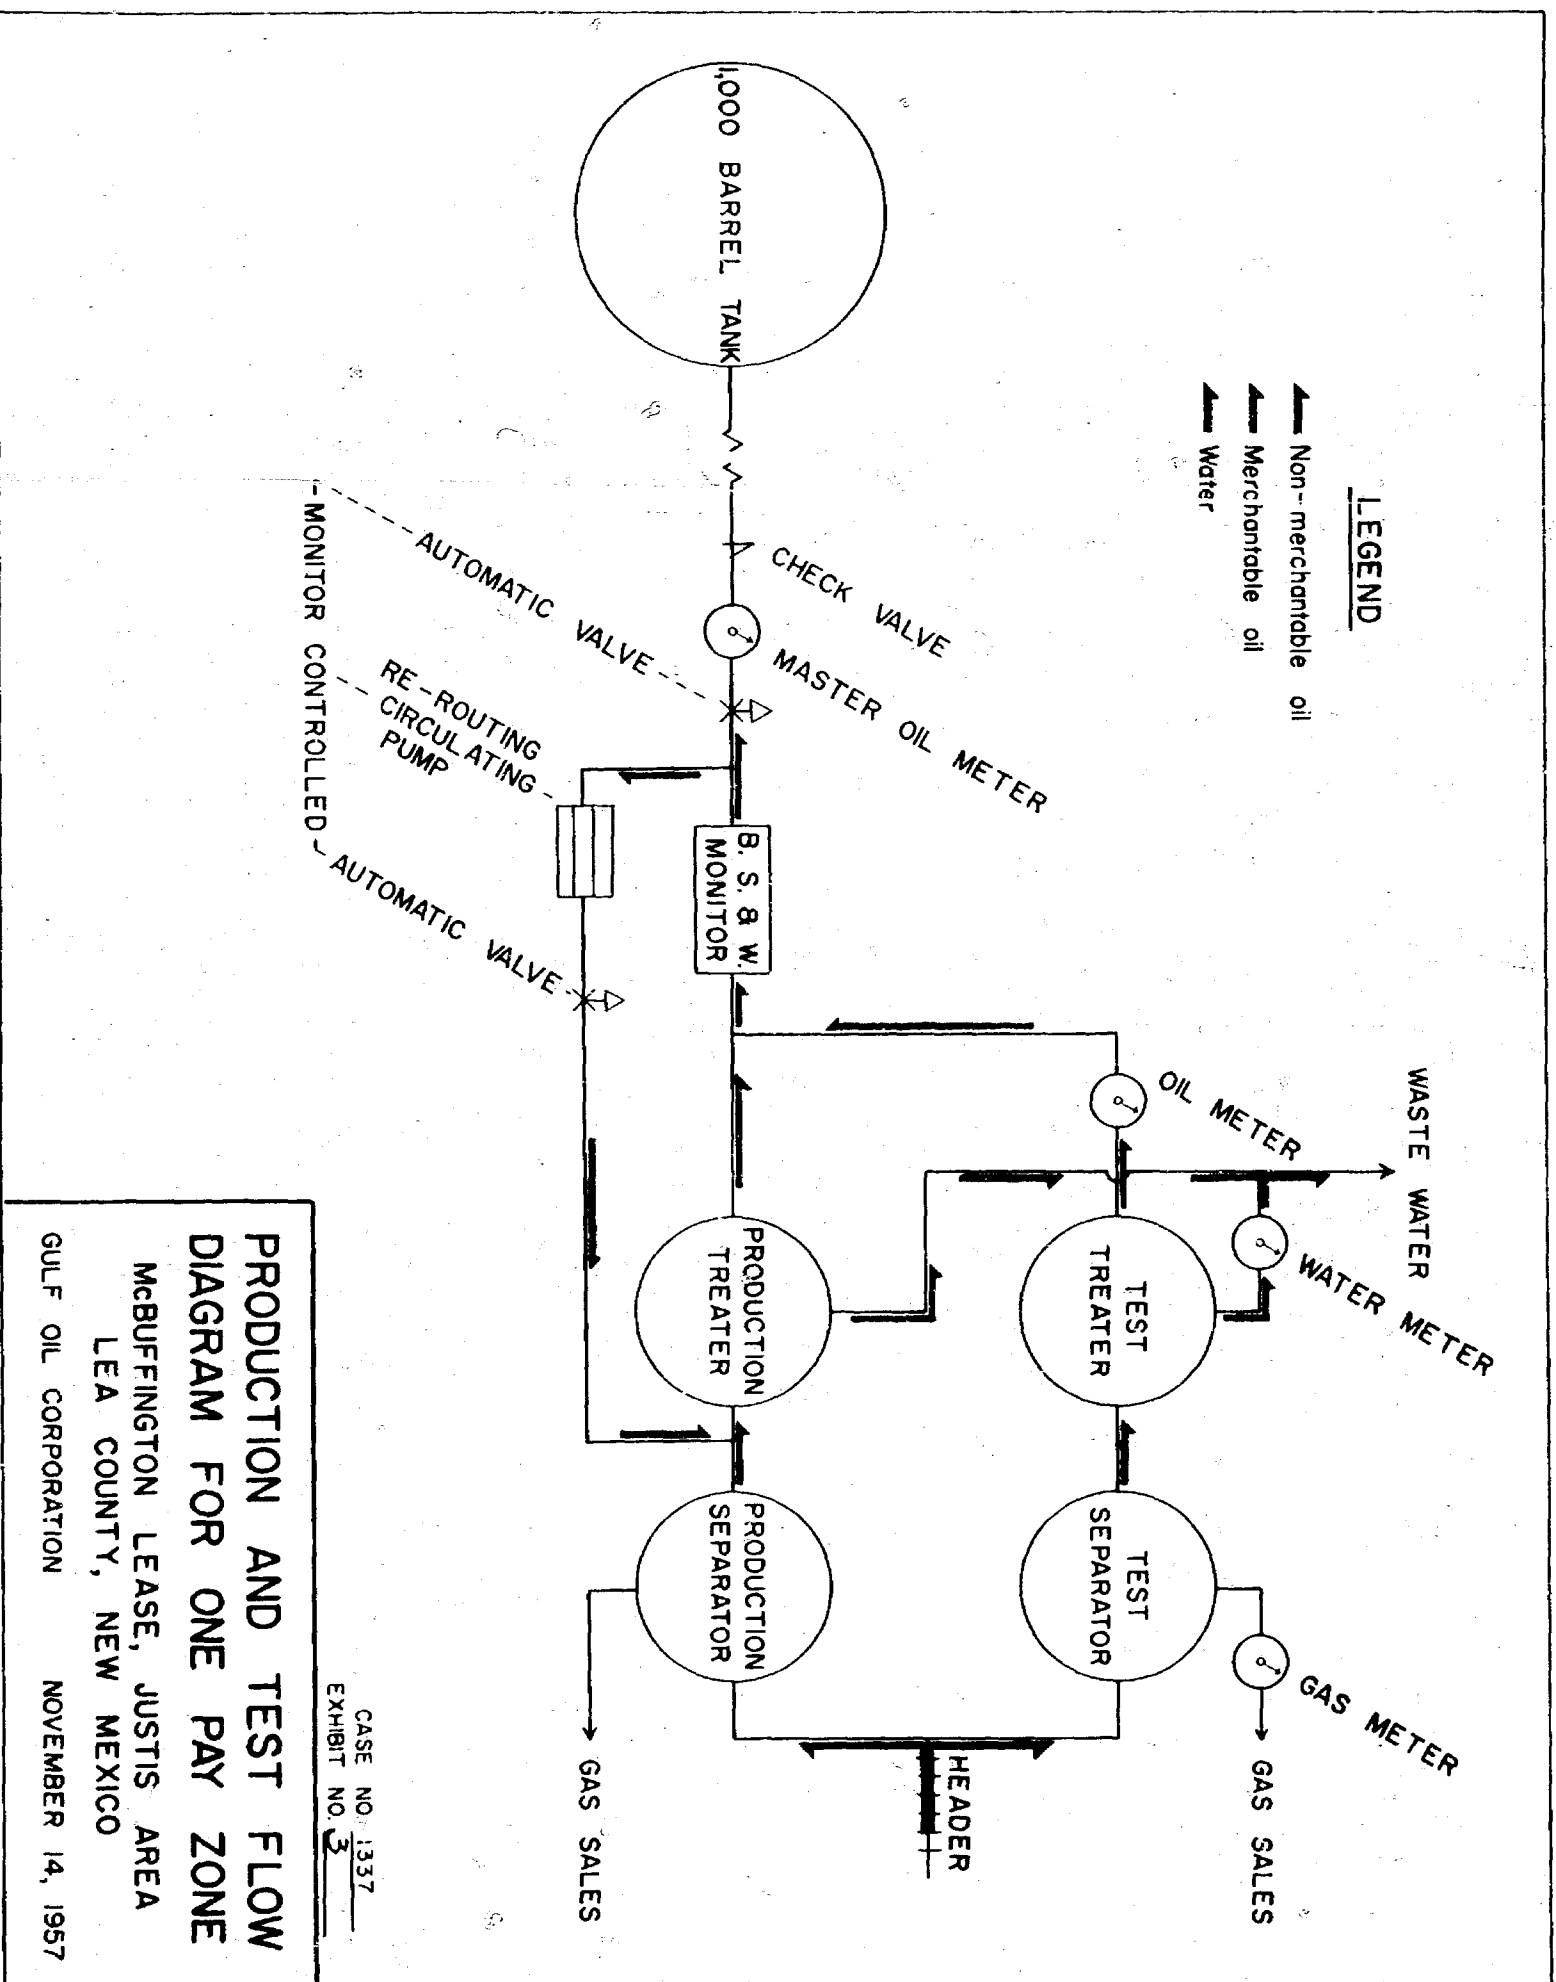 LEGEND
Non-merchantable oil
Merchantable oil
Water
WASTE WATER
OIL METER
WATER METER
GAS METER
GAS SALES
CHECK VALVE
MASTER OIL METER
TEST
TREATER
TEST
SEPARATOR
HEADER
1,000 BARREL TANK
B. S. & W.
MONITOR
PRODUCTION
TREATER
PRODUCTION
SEPARATOR
AUTOMATIC VALVE
RE-ROUTING
CIRCULATING
PUMP
MONITOR CONTROLLED
AUTOMATIC VALVE
GAS SALES
CASE NO. 1337
EXHIBIT NO. 3
PRODUCTION AND TEST FLOW
DIAGRAM FOR ONE PAY ZONE
McBUFFINGTON LEASE, JUSTIS AREA
LEA COUNTY, NEW MEXICO
GULF OIL CORPORATION NOVEMBER 14, 1957